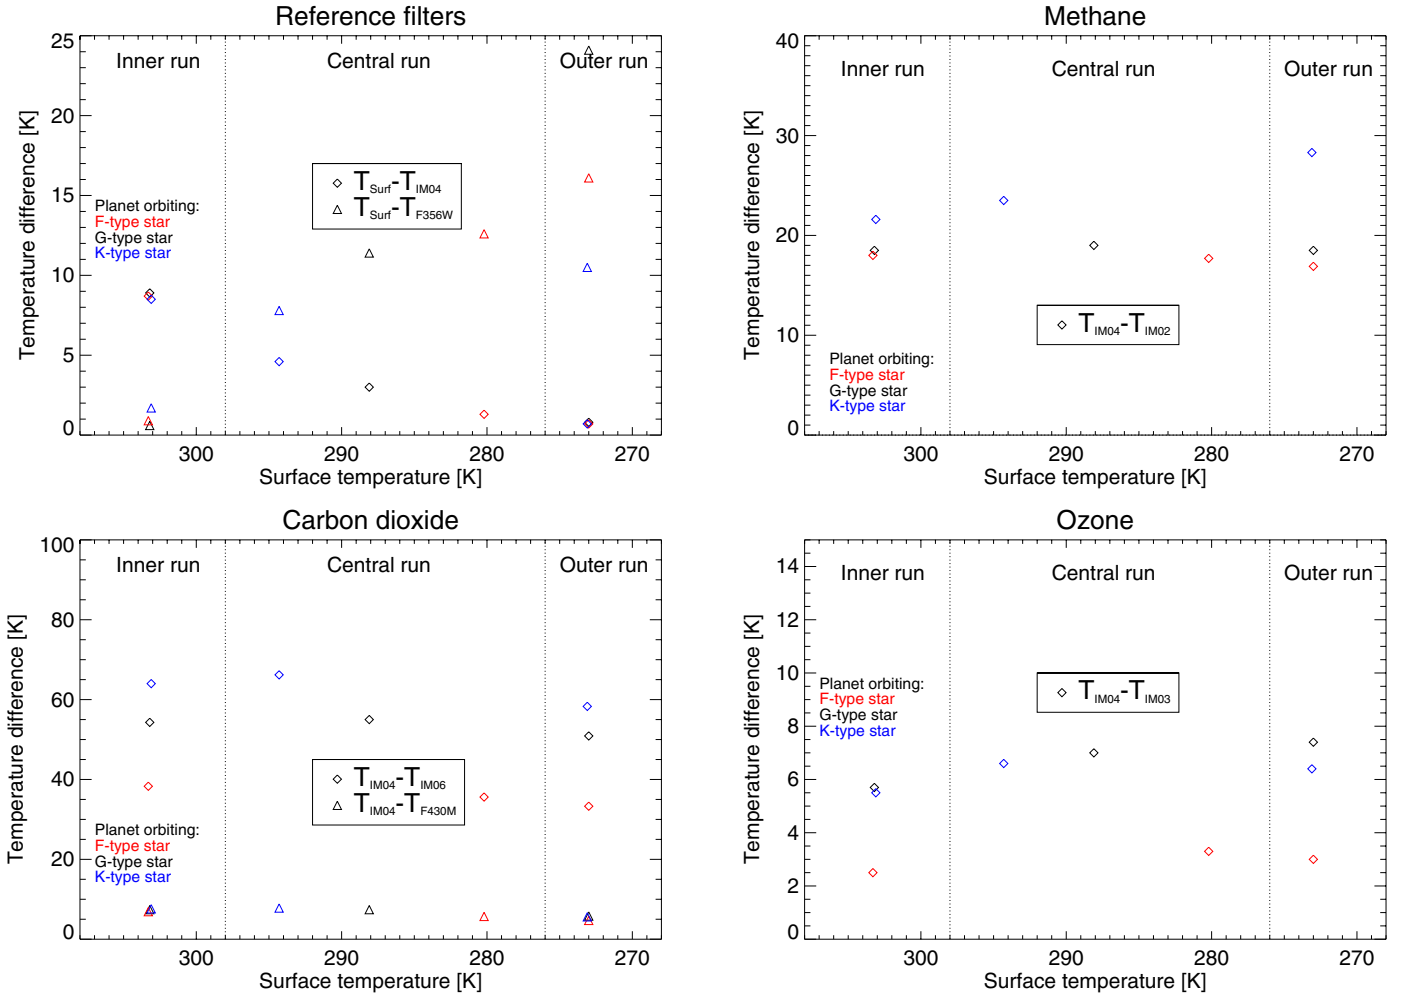 Reference filters
25
20
15
10
5
0
Temperature difference [K]
Inner run
Central run
Outer run
TSurf-TIM04
TSurf-TF356W
Planet orbiting:
F-type star
G-type star
K-type star
300
290
280
270
Surface temperature [K]
Methane
40
30
20
10
0
Temperature difference [K]
Inner run
Central run
Outer run
TIM04-TIM02
Planet orbiting:
F-type star
G-type star
K-type star
300
290
280
270
Surface temperature [K]
Carbon dioxide
100
80
60
40
20
0
Temperature difference [K]
Inner run
Central run
Outer run
TIM04-TIM06
TIM04-TF430M
Planet orbiting:
F-type star
G-type star
K-type star
300
290
280
270
Surface temperature [K]
Ozone
14
12
10
8
6
4
2
0
Temperature difference [K]
Inner run
Central run
Outer run
TIM04-TIM03
Planet orbiting:
F-type star
G-type star
K-type star
300
290
280
270
Surface temperature [K]